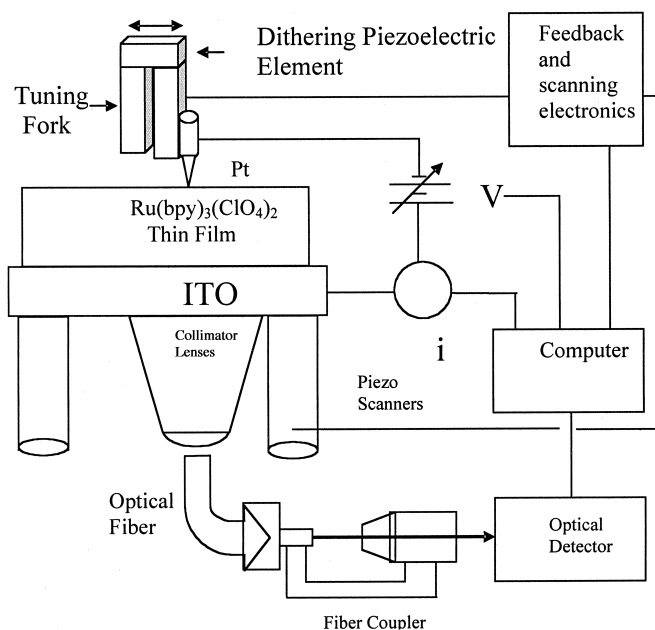 Dithering Piezoelectric
Element
Feedback
and
scanning
electronics
Tuning
Fork
Pt
V
Ru(bpy)₃(ClO₄)₂
Thin Film
ITO
i
Collimator
Lenses
Computer
Piezo
Scanners
Optical
Fiber
Optical
Detector
Fiber Coupler